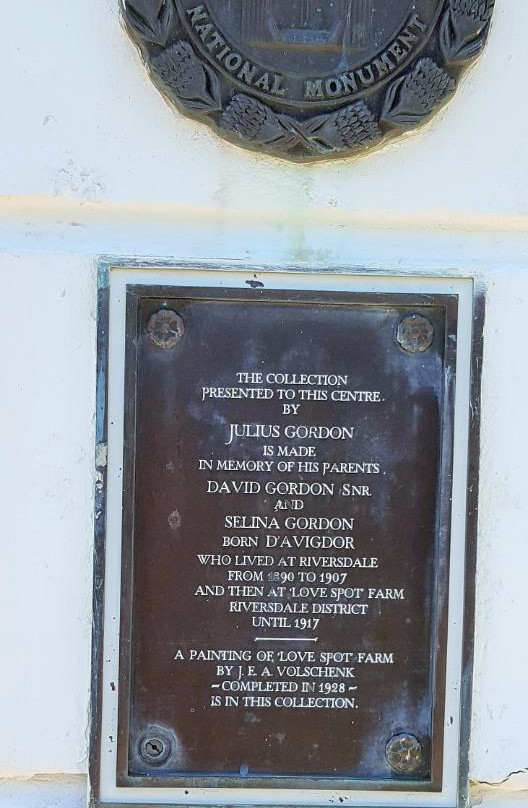 NATIONAL MONUMENT
THE COLLECTION
PRESENTED TO THIS CENTRE.
BY
JULIUS GORDON
IS MADE
IN MEMORY OF HIS PARENTS.
DAVID GORDON SNR.
AND
SELINA GORDON
BORN D'AVIGDOR
WHO LIVED AT RIVERSDALE
FROM 1890 TO 1907
AND THEN AT 'LOVE SPOT' FARM
RIVERSDALE DISTRICT
UNTIL 1917
A PAINTING OF 'LOVE SPOT' FARM
BY J. E. A. VOLSCHENK
~COMPLETED IN 1928~
IS IN THIS COLLECTION.